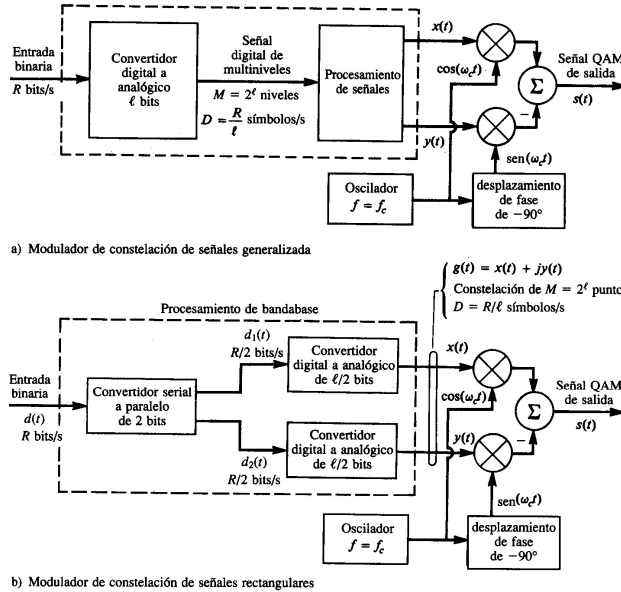 Entrada
binaria
R bits/s
Convertidor
digital a
analógico
ℓ bits
Señal
digital de
multiniveles
M = 2^ℓ niveles
D = R/ℓ símbolos/s
Procesamiento
de señales
x(t)
cos(ω_c t)
y(t)
Σ
−
Señal QAM
de salida
s(t)
sen(ω_c t)
Oscilador
f = f_c
desplazamiento
de fase
de −90°
a) Modulador de constelación de señales generalizada
g(t) = x(t) + jy(t)
Constelación de M = 2^ℓ punto
D = R/ℓ símbolos/s
Procesamiento de bandabase
Entrada
binaria
d(t)
R bits/s
Convertidor serial
a paralelo
de 2 bits
d₁(t)
R/2 bits/s
Convertidor
digital a analógico
de ℓ/2 bits
d₂(t)
R/2 bits/s
Convertidor
digital a analógico
de ℓ/2 bits
x(t)
cos(ω_c t)
y(t)
Σ
−
Señal QAM
de salida
s(t)
sen(ω_c t)
Oscilador
f = f_c
desplazamiento
de fase
de −90°
b) Modulador de constelación de señales rectangulares